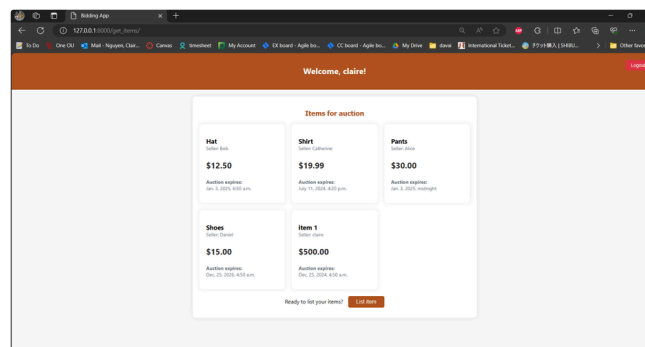 Bidding App
127.0.0.1:8000/get_items/
To Do
One OU
Mail - Nguyen, Clair...
Canvas
timesheet
My Account
EX board - Agile bo...
CC board - Agile bo...
My Drive
davai
International Ticket...
チケット購入 | SHIBU...
Other favor
Welcome, claire!
Logout
Items for auction
Hat
Seller: Bob
$12.50
Auction expires:
Jan. 3, 2025, 6:00 a.m.
Shirt
Seller: Catherine
$19.99
Auction expires:
July 11, 2024, 4:20 p.m.
Pants
Seller: Alice
$30.00
Auction expires:
Jan. 3, 2025, midnight
Shoes
Seller: Daniel
$15.00
Auction expires:
Dec. 25, 2026, 4:50 a.m.
item 1
Seller: claire
$500.00
Auction expires:
Dec. 25, 2024, 4:50 a.m.
Ready to list your items?
List item